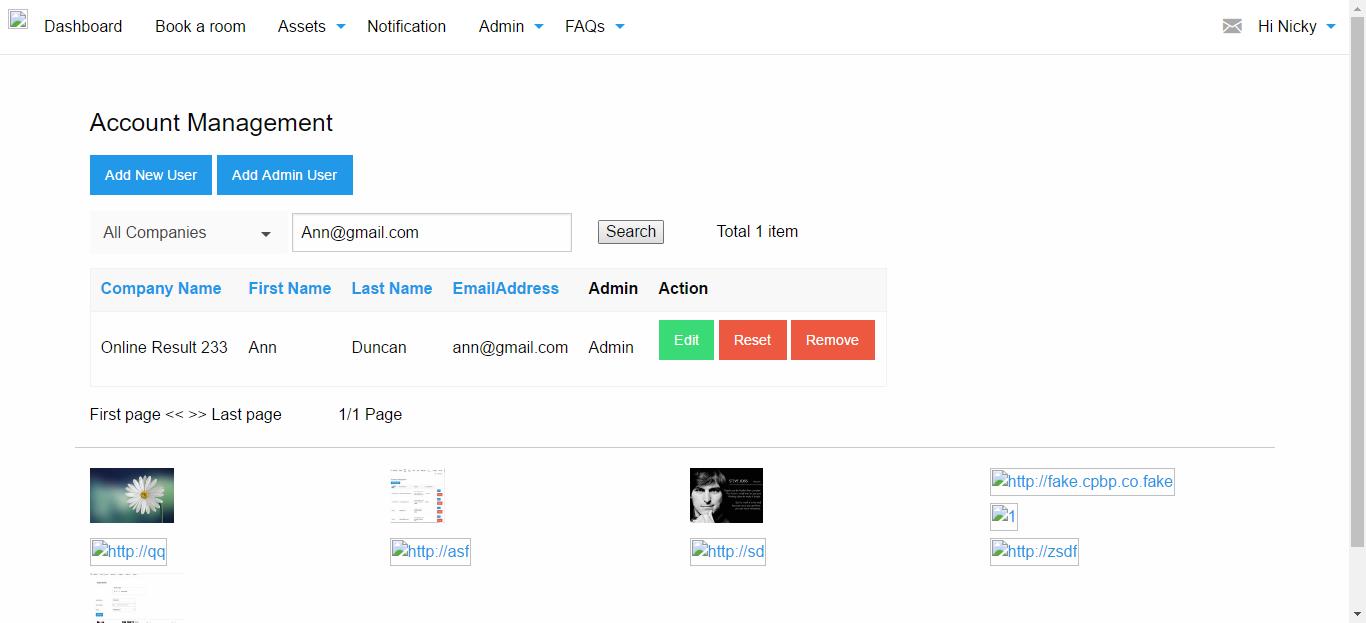 Dashboard Book a room Assets Notification Admin FAQs Hi Nicky
Account Management
Add New User Add Admin User
All Companies Ann@gmail.com Search Total 1 item
Company Name First Name Last Name EmailAddress Admin Action
Online Result 233 Ann Duncan ann@gmail.com Admin Edit Reset Remove
First page << >> Last page 1/1 Page
STEVE JOBS
http://fake.cpbp.co.fake
1
http://qq http://asf http://sd http://zsdf